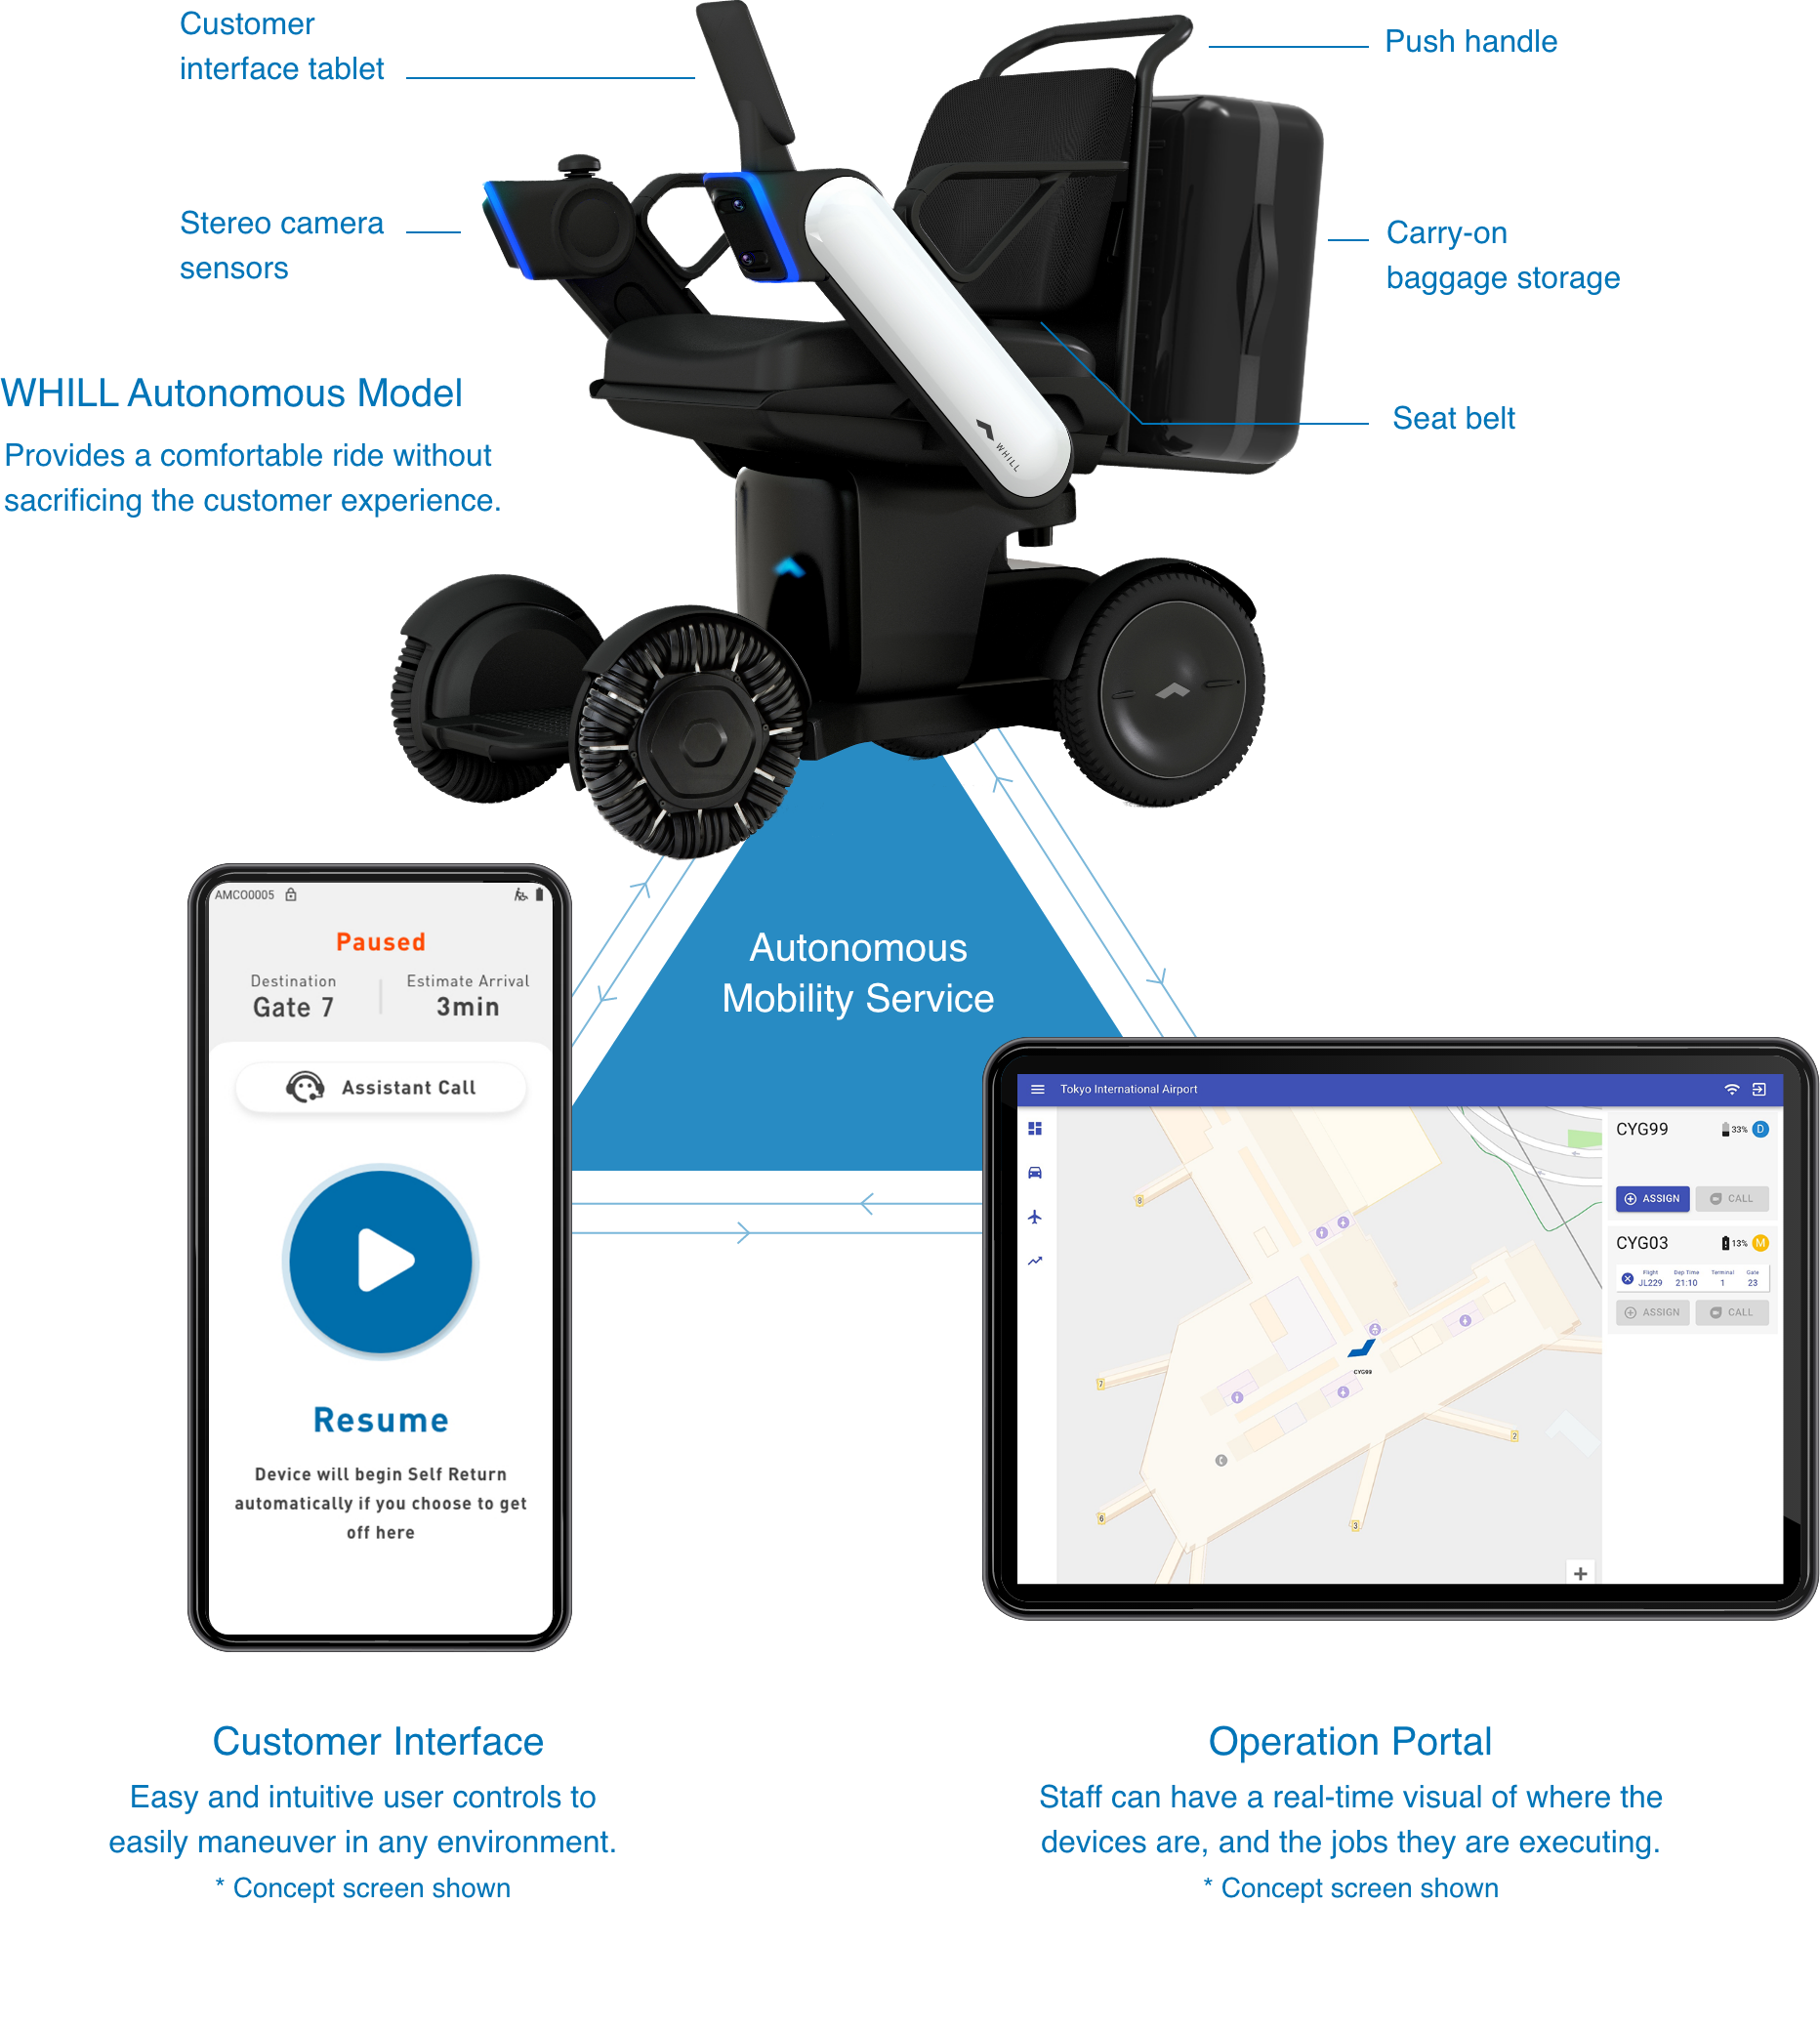 Customer
interface tablet
Push handle
Stereo camera
sensors
Carry-on
baggage storage
WHILL Autonomous Model
Provides a comfortable ride without
sacrificing the customer experience.
Seat belt
WHILL
Autonomous
Mobility Service
AMCO0005
Paused
Destination
Gate 7
Estimate Arrival
3min
Assistant Call
Resume
Device will begin Self Return
automatically if you choose to get
off here
Tokyo International Airport
CYG99
33% D
ASSIGN
CALL
CYG03
13% M
Flight Dep Time Terminal Gate
JL229 21:10 1 23
ASSIGN
CALL
8
7
CYG99
2
6
3
+
Customer Interface
Easy and intuitive user controls to
easily maneuver in any environment.
* Concept screen shown
Operation Portal
Staff can have a real-time visual of where the
devices are, and the jobs they are executing.
* Concept screen shown